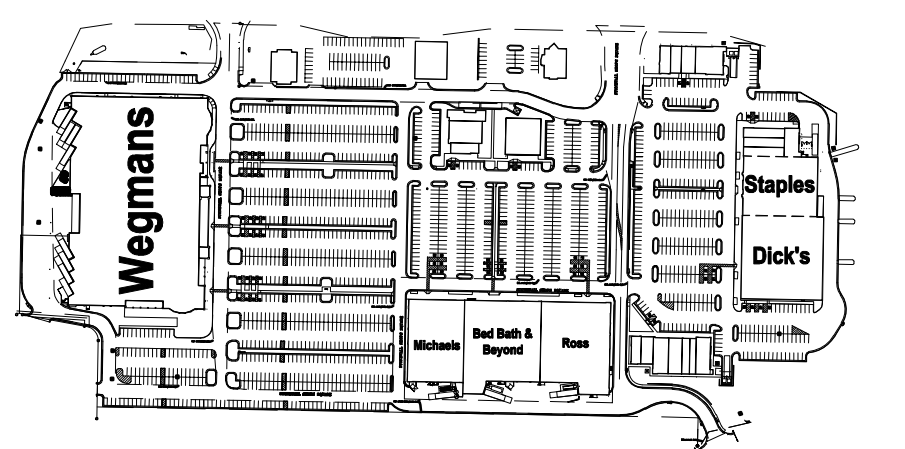 Wegmans
Staples
Dick's
Michaels
Bed Bath &
Beyond
Ross